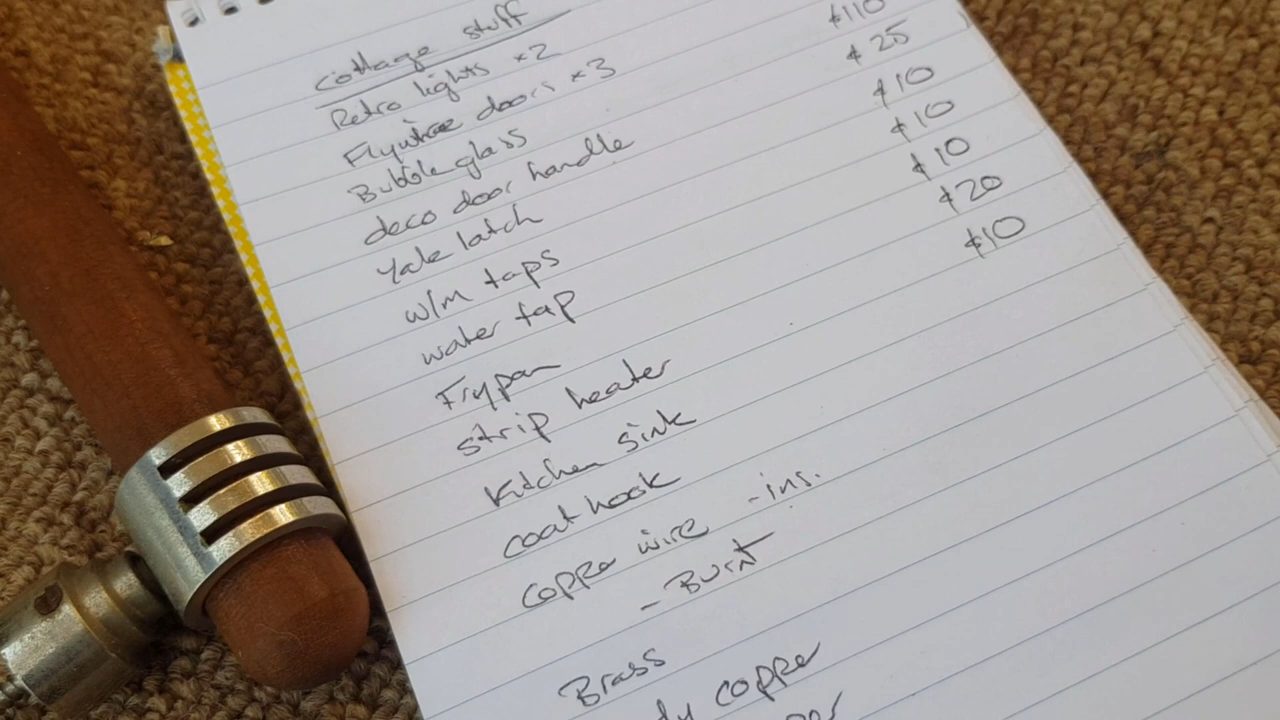 cottage stuff
Retro lights x2
Flywire doors x3 $110
Bubble glass $25
deco door handle $10
Yale latch $10
w/m taps $10
water tap $20
Frypan $10
strip heater
Kitchen sink
coat hook
copper wire - ins.
- Burnt
Brass
copper